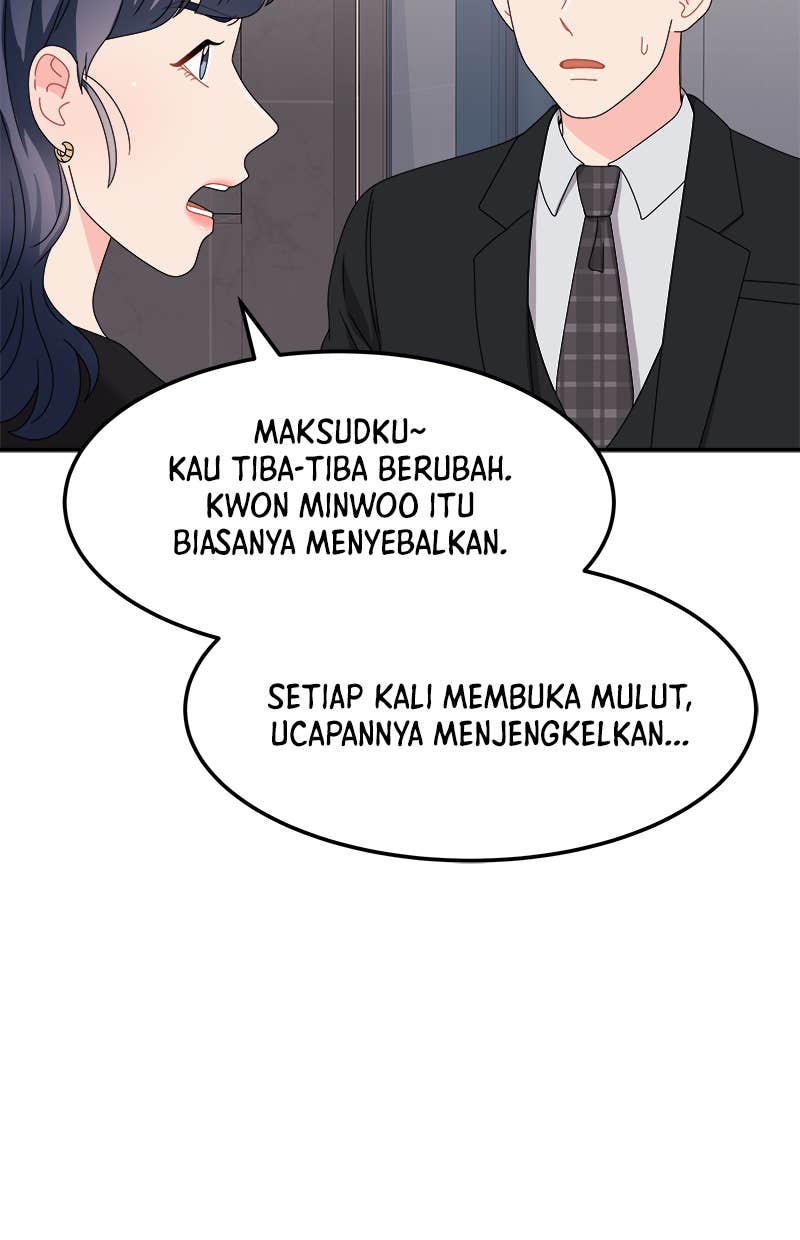 MAKSUDKU~
KAU TIBA-TIBA BERUBAH.
KWON MINWOO ITU
BIASANYA MENYEBALKAN.
SETIAP KALI MEMBUKA MULUT,
UCAPANNYA MENJENGKELKAN...